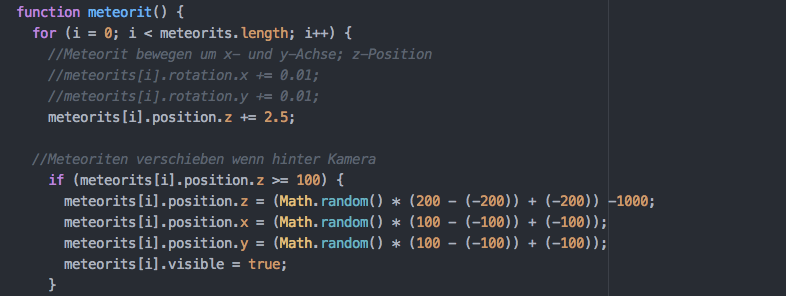 function meteorit() {
for (i = 0; i < meteorits.length; i++) {
//Meteorit bewegen um x- und y-Achse; z-Position
//meteorits[i].rotation.x += 0.01;
//meteorits[i].rotation.y += 0.01;
meteorits[i].position.z += 2.5;
//Meteoriten verschieben wenn hinter Kamera
if (meteorits[i].position.z >= 100) {
meteorits[i].position.z = (Math.random() * (200 - (-200)) + (-200)) -1000;
meteorits[i].position.x = (Math.random() * (100 - (-100)) + (-100));
meteorits[i].position.y = (Math.random() * (100 - (-100)) + (-100));
meteorits[i].visible = true;
}